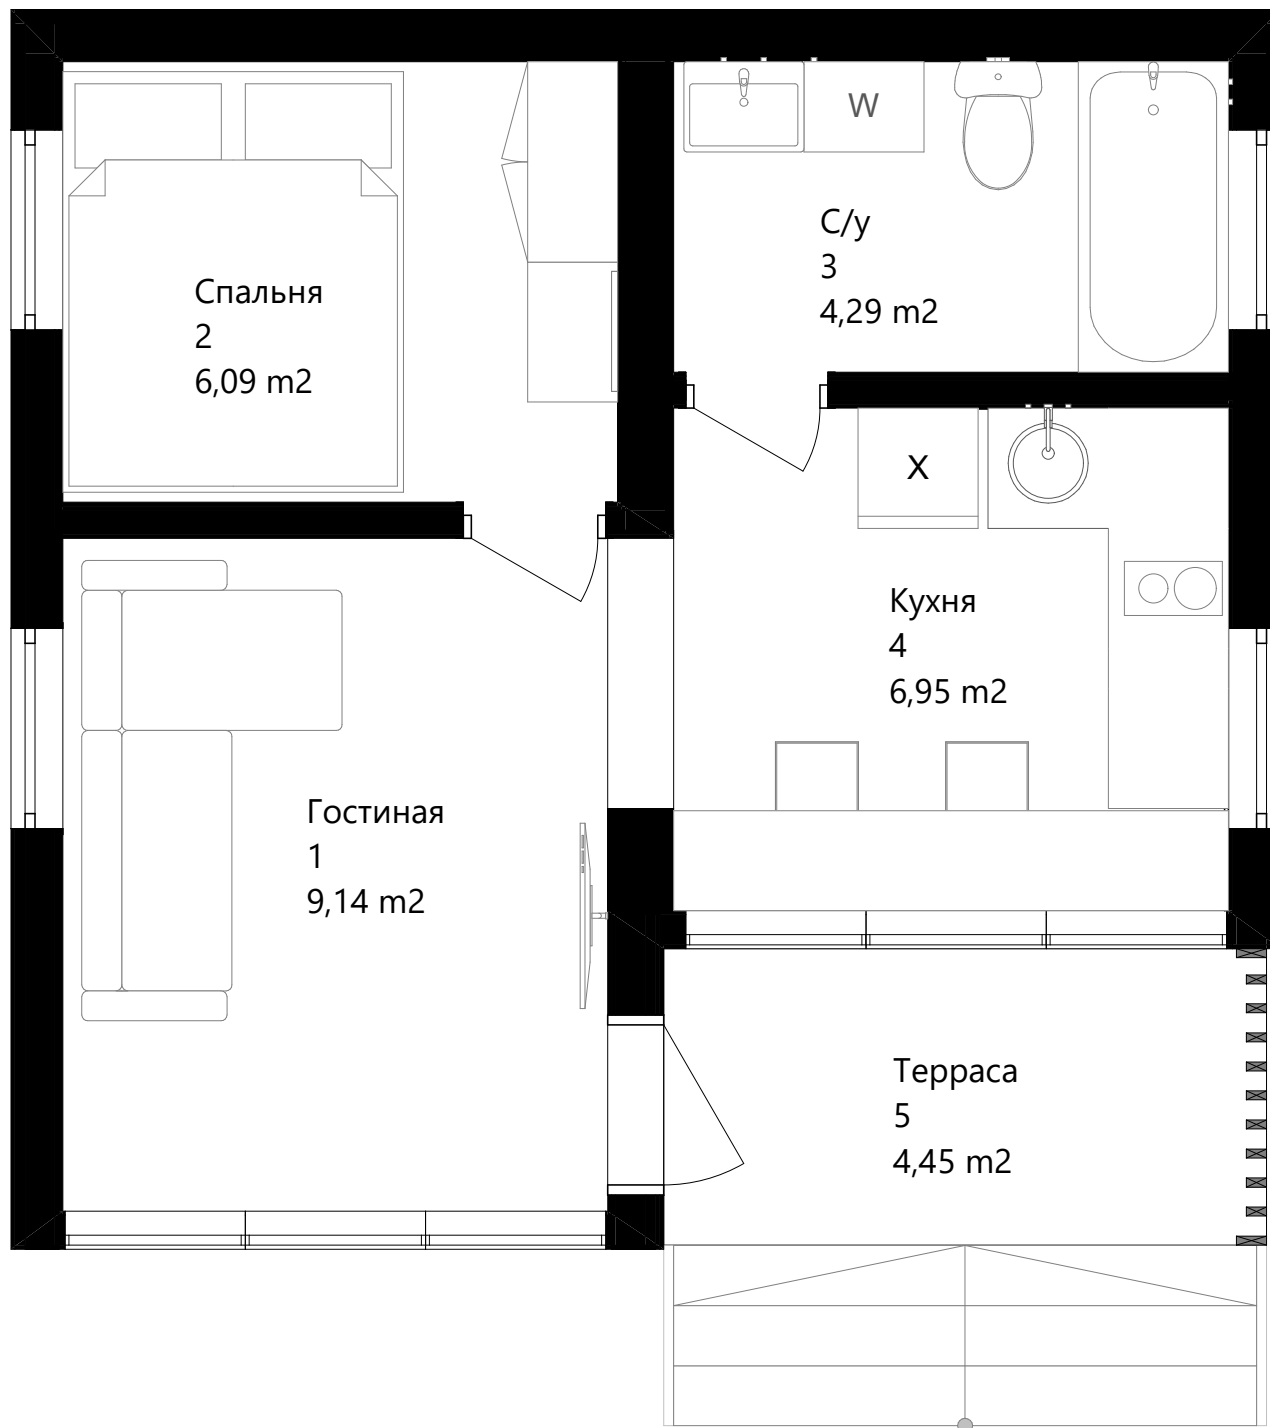 W
С/у
3
4,29 m2
Спальня
2
6,09 m2
X
Кухня
4
6,95 m2
Гостиная
1
9,14 m2
Терраса
5
4,45 m2